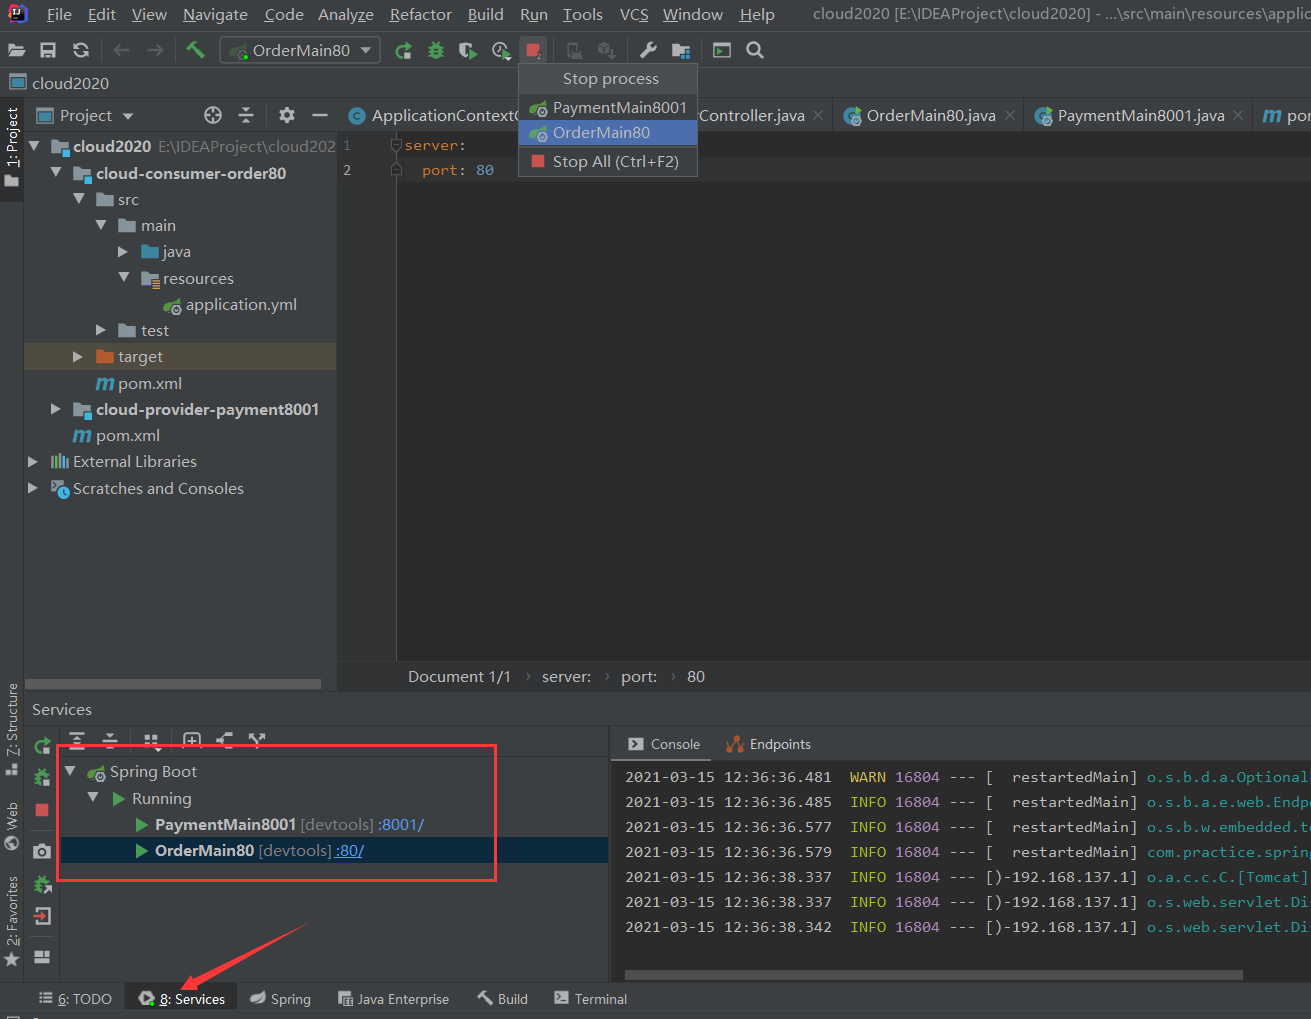 File Edit View Navigate Code Analyze Refactor Build Run Tools VCS Window Help cloud2020 [E:\IDEAProject\cloud2020] - ...\src\main\resources\applic
OrderMain80
cloud2020
Stop process
PaymentMain8001
OrderMain80
Stop All (Ctrl+F2)
Project
ApplicationContextC
Controller.java
OrderMain80.java
PaymentMain8001.java
por
1: Project
cloud2020 E:\IDEAProject\cloud202
cloud-consumer-order80
src
main
java
resources
application.yml
test
target
pom.xml
cloud-provider-payment8001
pom.xml
External Libraries
Scratches and Consoles
1 server:
2 port: 80
Document 1/1 › server: › port: › 80
7: Structure
Web
2: Favorites
Services
Spring Boot
Running
PaymentMain8001 [devtools] :8001/
OrderMain80 [devtools] :80/
Console Endpoints
2021-03-15 12:36:36.481 WARN 16804 --- [ restartedMain] o.s.b.d.a.Optional
2021-03-15 12:36:36.485 INFO 16804 --- [ restartedMain] o.s.b.a.e.web.Endp
2021-03-15 12:36:36.577 INFO 16804 --- [ restartedMain] o.s.b.w.embedded.t
2021-03-15 12:36:36.579 INFO 16804 --- [ restartedMain] com.practice.sprin
2021-03-15 12:36:38.337 INFO 16804 --- [)-192.168.137.1] o.a.c.c.C.[Tomcat]
2021-03-15 12:36:38.337 INFO 16804 --- [)-192.168.137.1] o.s.web.servlet.Di
2021-03-15 12:36:38.342 INFO 16804 --- [)-192.168.137.1] o.s.web.servlet.Di
6: TODO 8: Services Spring Java Enterprise Build Terminal